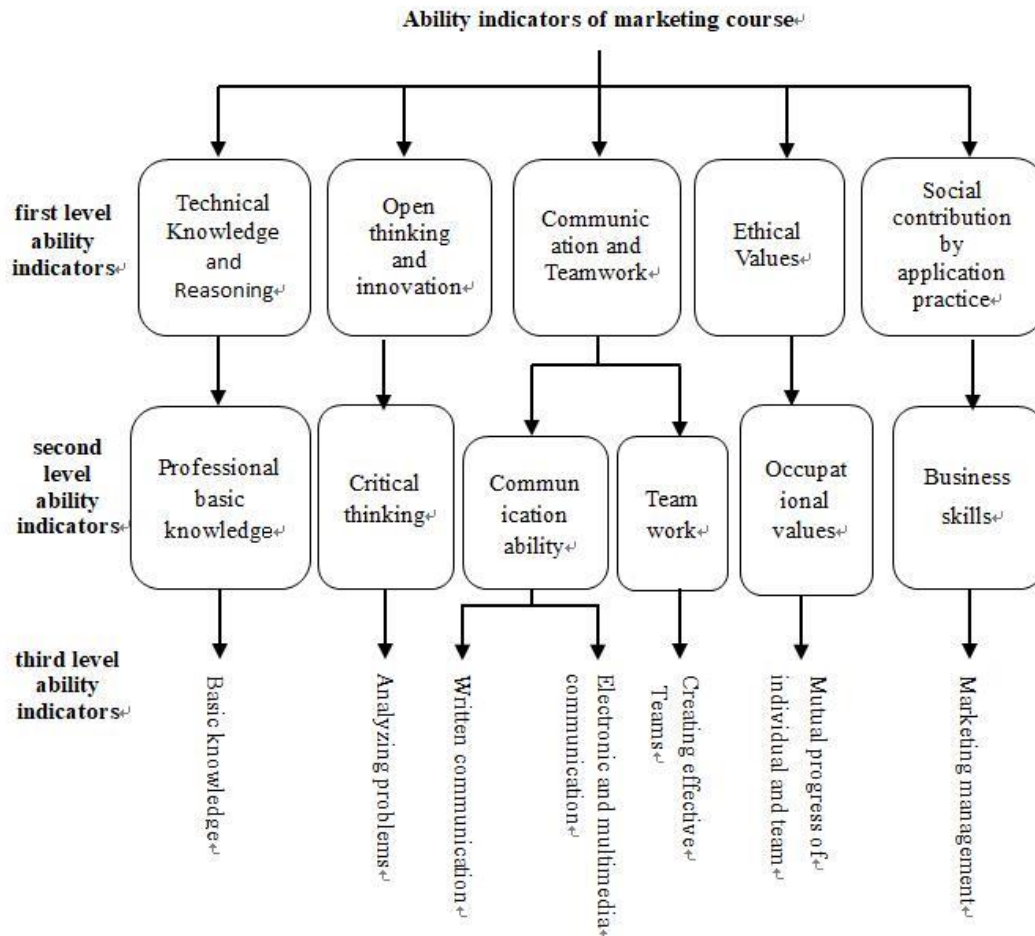 Ability indicators of marketing course↵
first level
ability
indicators↵
Technical
Knowledge
and
Reasoning↵
Open
thinking and
innovation↵
Communic
ation and
Teamwork↵
Ethical
Values↵
Social
contribution
by
application
practice↵
second
level
ability
indicators↵
Professional
basic
knowledge↵
Critical
thinking↵
Commun
ication
ability↵
Team
work↵
Occupat
ional
values↵
Business
skills↵
third level
ability
indicators↵
Basic knowledge↵
Analyzing problems↵
Written communication↵
Electronic and multimedia
communication↵
Creating effective
Teams↵
Mutual progress of
individual and team↵
Marketing management↵